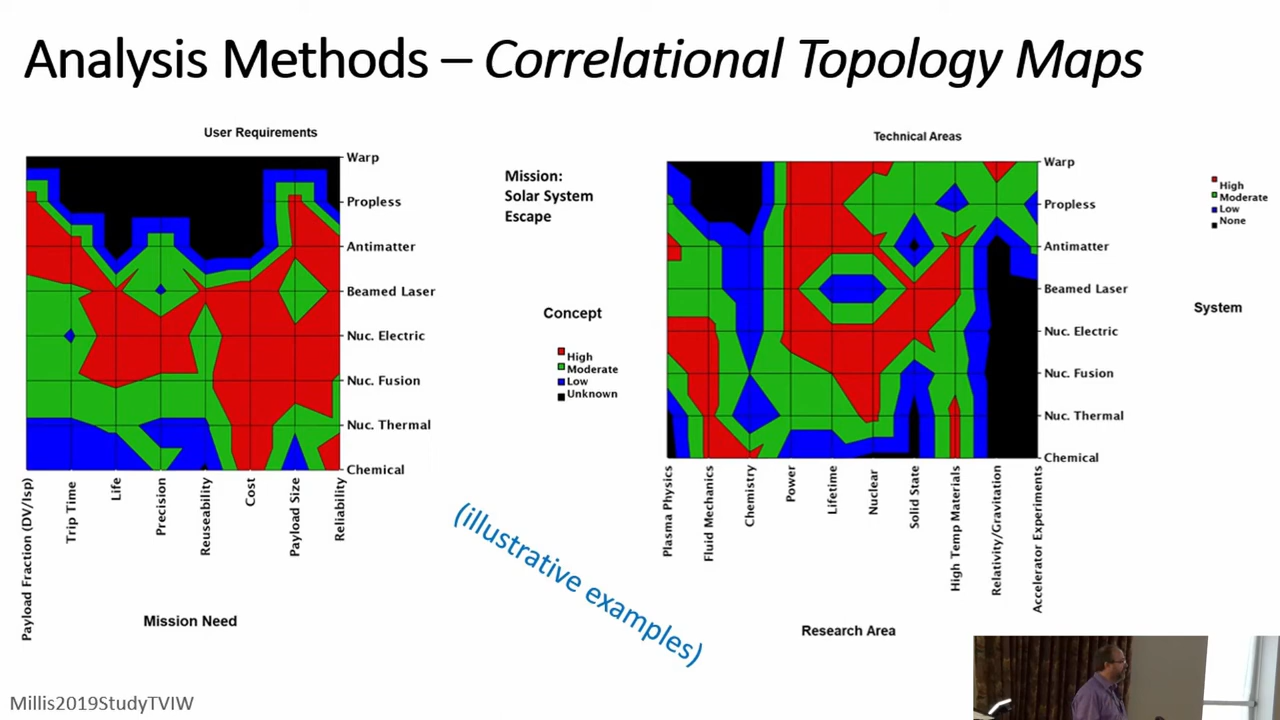 Analysis Methods – Correlational Topology Maps
User Requirements
Warp
Propless
Antimatter
Beamed Laser
Nuc. Electric
Nuc. Fusion
Nuc. Thermal
Chemical
Payload Fraction (DV/Isp)
Trip Time
Life
Precision
Reuseability
Cost
Payload Size
Reliability
Mission Need
Mission:
Solar System
Escape
Concept
High
Moderate
Low
Unknown
(illustrative examples)
Technical Areas
Warp
Propless
Antimatter
Beamed Laser
Nuc. Electric
Nuc. Fusion
Nuc. Thermal
Chemical
Plasma Physics
Fluid Mechanics
Chemistry
Power
Lifetime
Nuclear
Solid State
High Temp Materials
Relativity/Gravitation
Accelerator Experiments
Research Area
High
Moderate
Low
None
System
Millis2019StudyTVIW